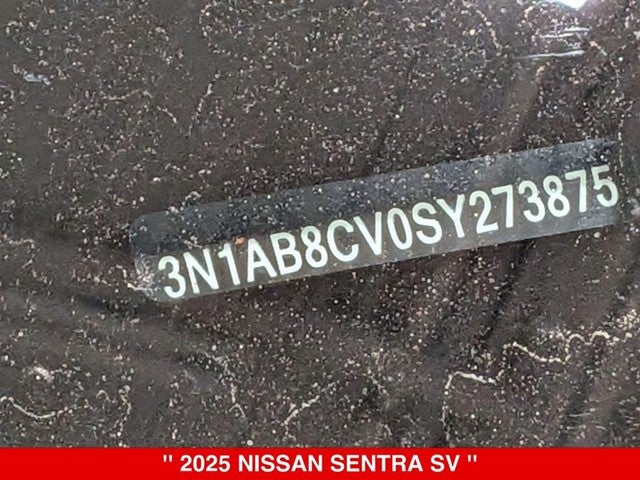 3N1AB8CV0SY273875
" 2025 NISSAN SENTRA SV "